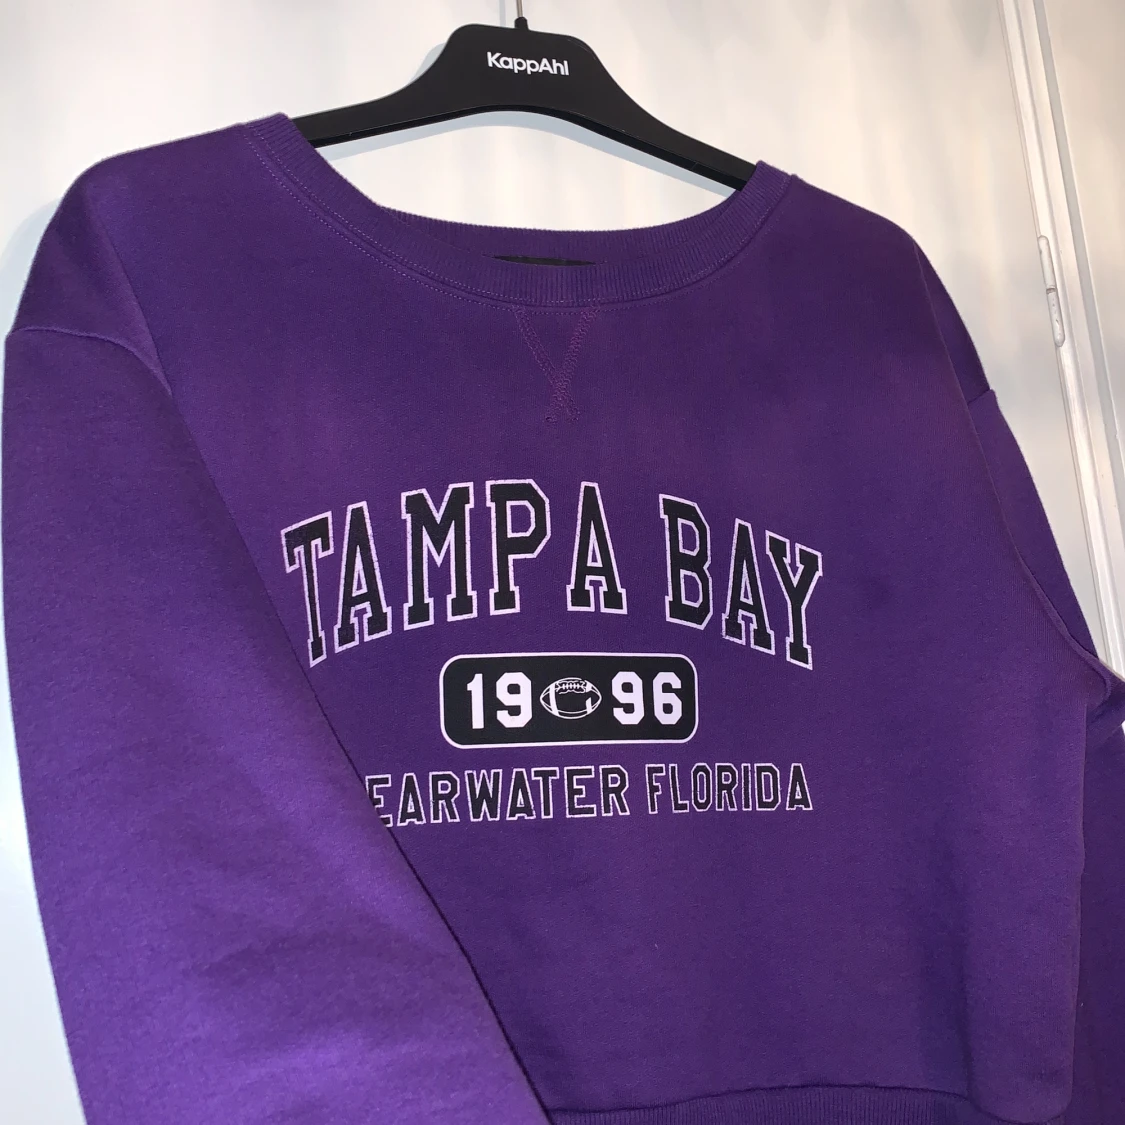 KappAhl
TAMPA BAY
19 96
EARWATER FLORIDA